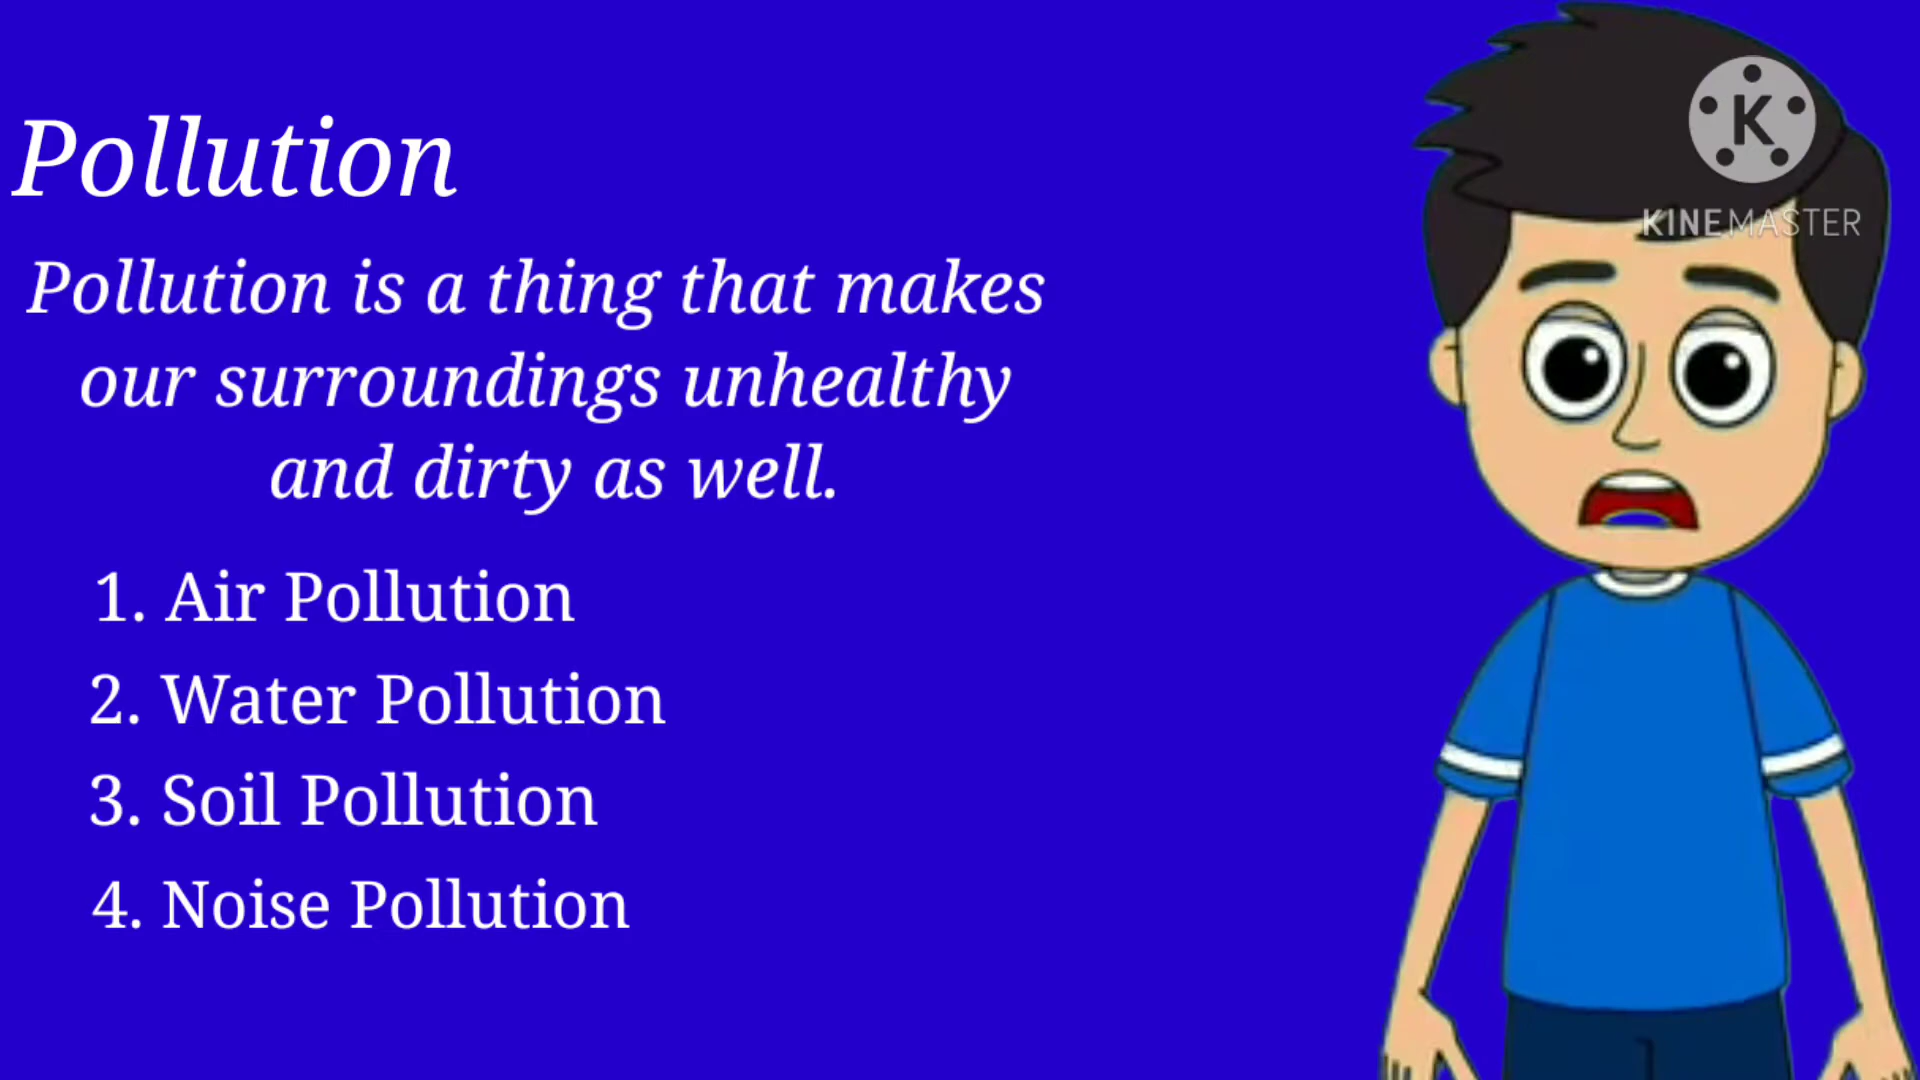 Pollution
Pollution is a thing that makes
our surroundings unhealthy
and dirty as well.
1. Air Pollution
2. Water Pollution
3. Soil Pollution
4. Noise Pollution
K
KINEMASTER